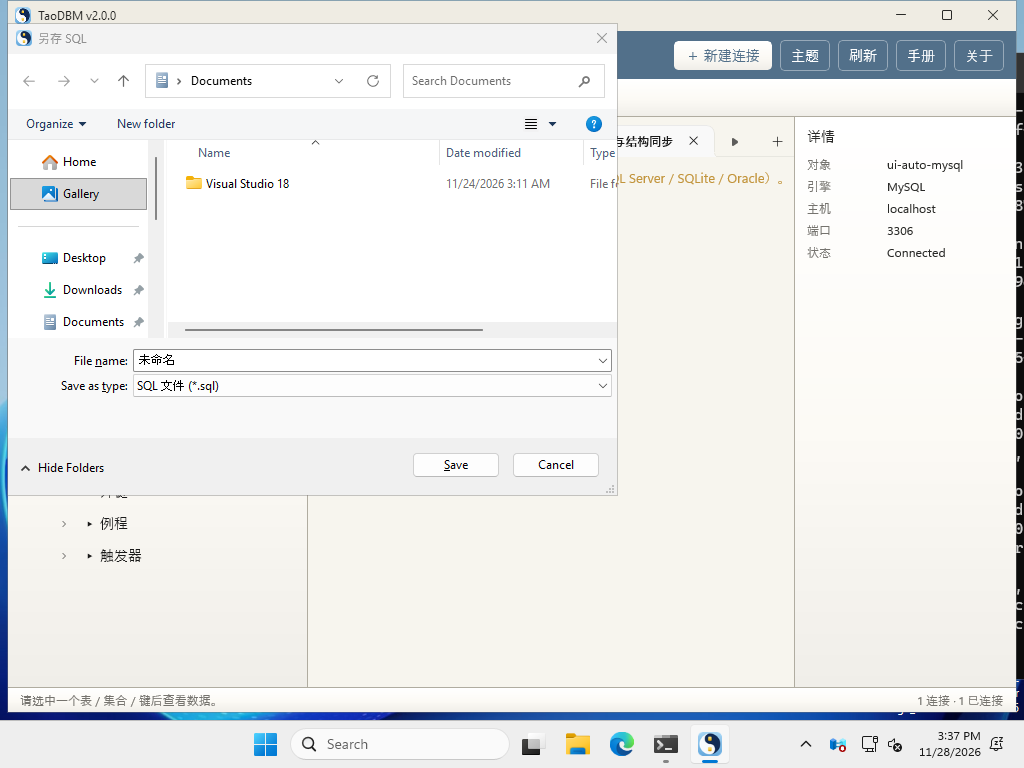 TaoDBM v2.0.0
另存 SQL
+ 新建连接
主题
刷新
手册
关于
Documents
Search Documents
Organize
New folder
Home
Gallery
Desktop
Downloads
Documents
Name
Date modified
Type
Visual Studio 18
11/24/2026 3:11 AM
File f
File name:
未命名
Save as type:
SQL 文件 (*.sql)
Hide Folders
Save
Cancel
与结构同步
QL Server / SQLite / Oracle）。
详情
对象
ui-auto-mysql
引擎
MySQL
主机
localhost
端口
3306
状态
Connected
例程
触发器
请选中一个表 / 集合 / 键后查看数据。
1 连接 · 1 已连接
Search
3:37 PM
11/28/2026